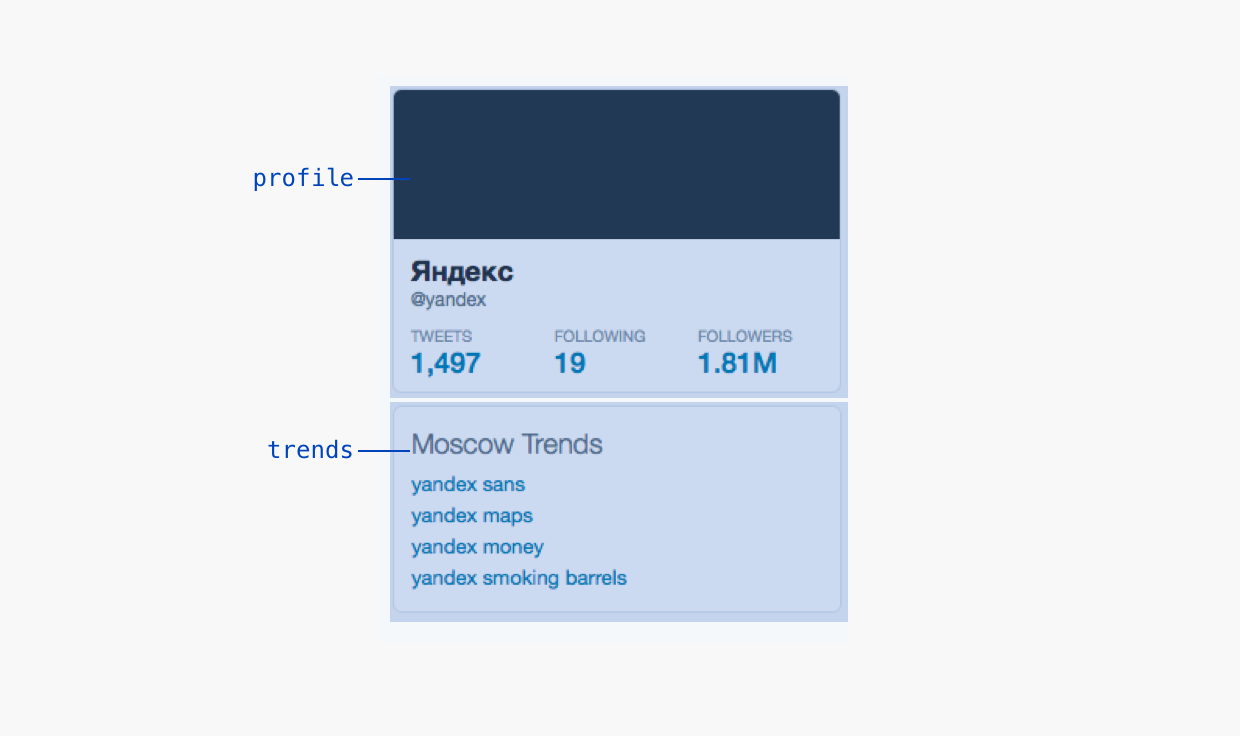 profile
Яндекс
@yandex
TWEETS FOLLOWING FOLLOWERS
1,497 19 1.81M
trends
Moscow Trends
yandex sans
yandex maps
yandex money
yandex smoking barrels